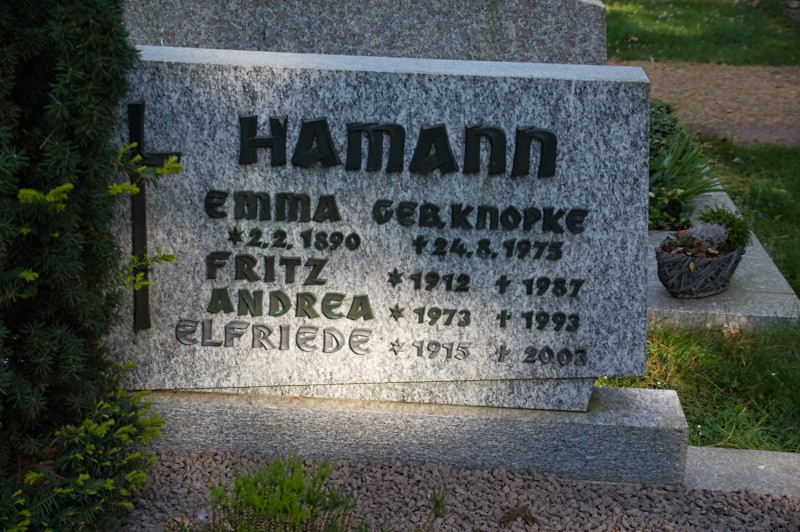 HAMANN
EMMA GEB. KNOPKE
*2.2.1890 †24.8.1975
FRITZ *1912 †1987
ANDREA *1973 †1993
ELFRIEDE *1915 †2003